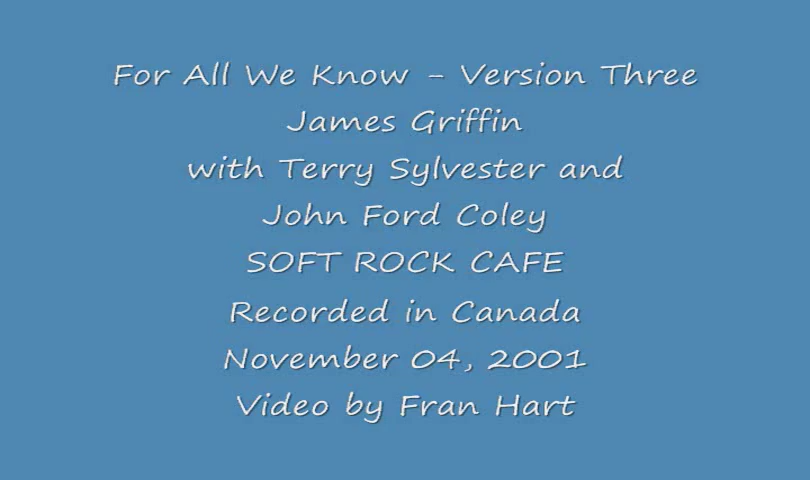 For All We Know - Version Three
James Griffin
with Terry Sylvester and
John Ford Coley
SOFT ROCK CAFE
Recorded in Canada
November 04, 2001
Video by Fran Hart